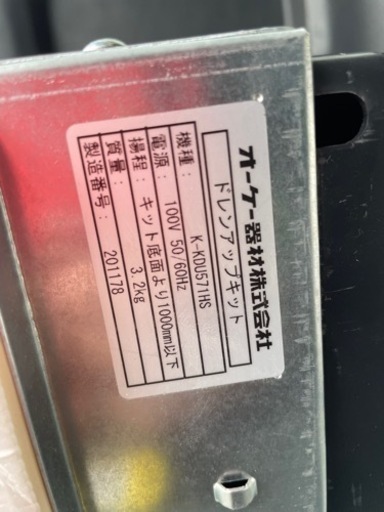 オーケー器材株式会社
ドレンアップキット
機種: K-KDU571HS
電源: 100V 50/60Hz
揚程: キット底面より1000mm以下
質量: 3.2kg
製造番号: 201178